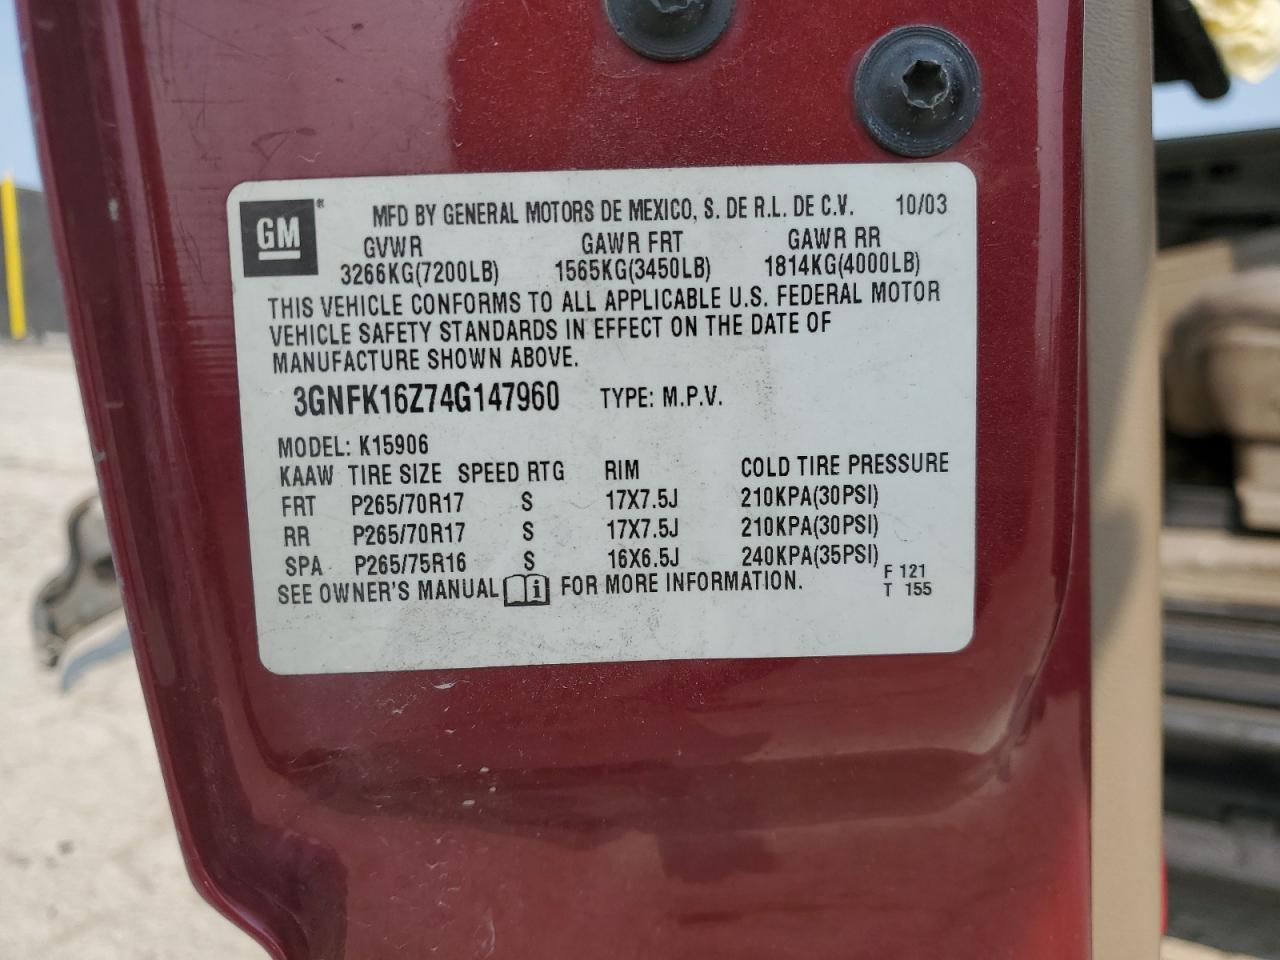 GM ® MFD BY GENERAL MOTORS DE MEXICO, S. DE R.L. DE C.V. 10/03
GVWR GAWR FRT GAWR RR
3266KG(7200LB) 1565KG(3450LB) 1814KG(4000LB)
THIS VEHICLE CONFORMS TO ALL APPLICABLE U.S. FEDERAL MOTOR
VEHICLE SAFETY STANDARDS IN EFFECT ON THE DATE OF
MANUFACTURE SHOWN ABOVE.
3GNFK16Z74G147960 TYPE: M.P.V.
MODEL: K15906
KAAW TIRE SIZE SPEED RTG RIM COLD TIRE PRESSURE
FRT P265/70R17 S 17X7.5J 210KPA(30PSI)
RR P265/70R17 S 17X7.5J 210KPA(30PSI)
SPA P265/75R16 S 16X6.5J 240KPA(35PSI)
SEE OWNER'S MANUAL i FOR MORE INFORMATION. F 121
T 155